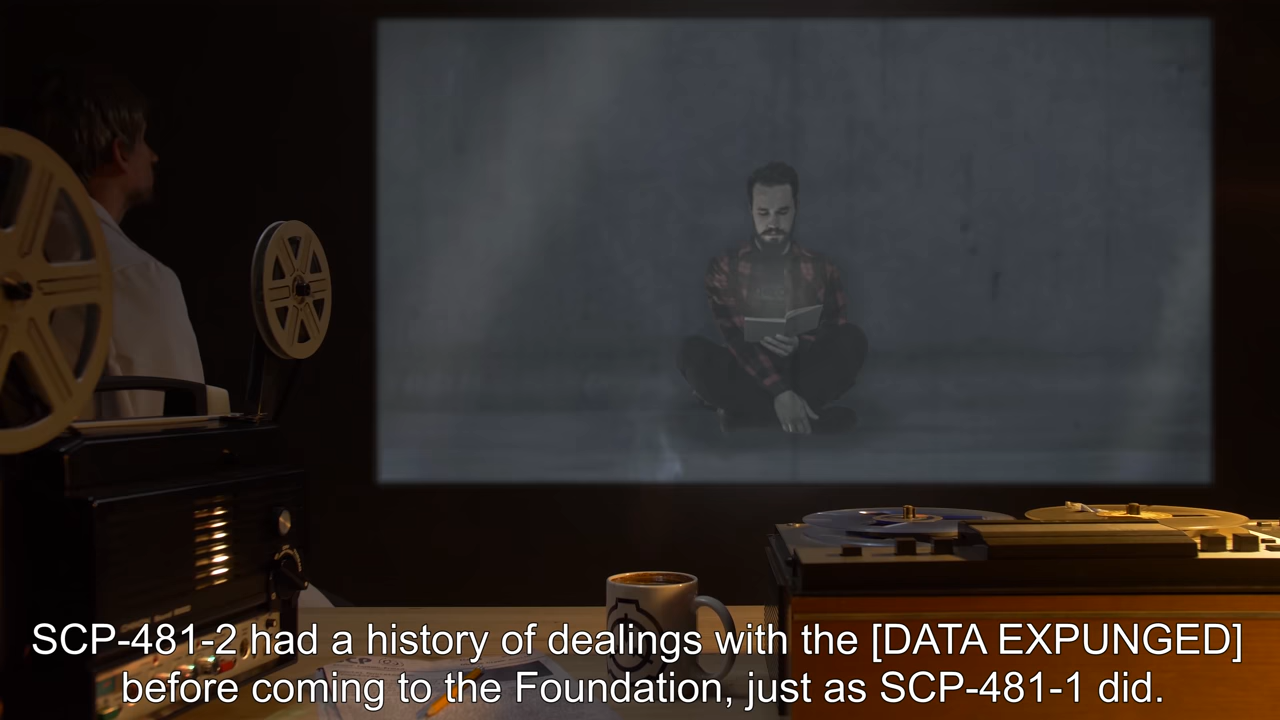 SCP-481-2 had a history of dealings with the [DATA EXPUNGED]
before coming to the Foundation, just as SCP-481-1 did.